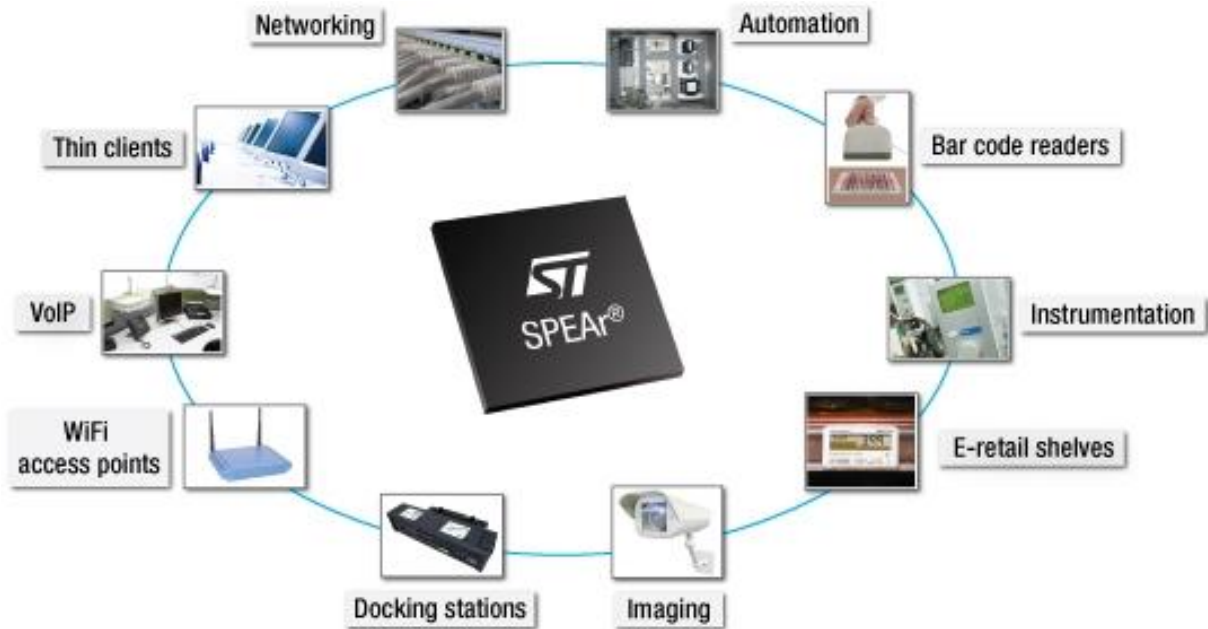 Networking
Automation
Thin clients
Bar code readers
ST
SPEAr®
VoIP
Instrumentation
WiFi
access points
E-retail shelves
Docking stations
Imaging